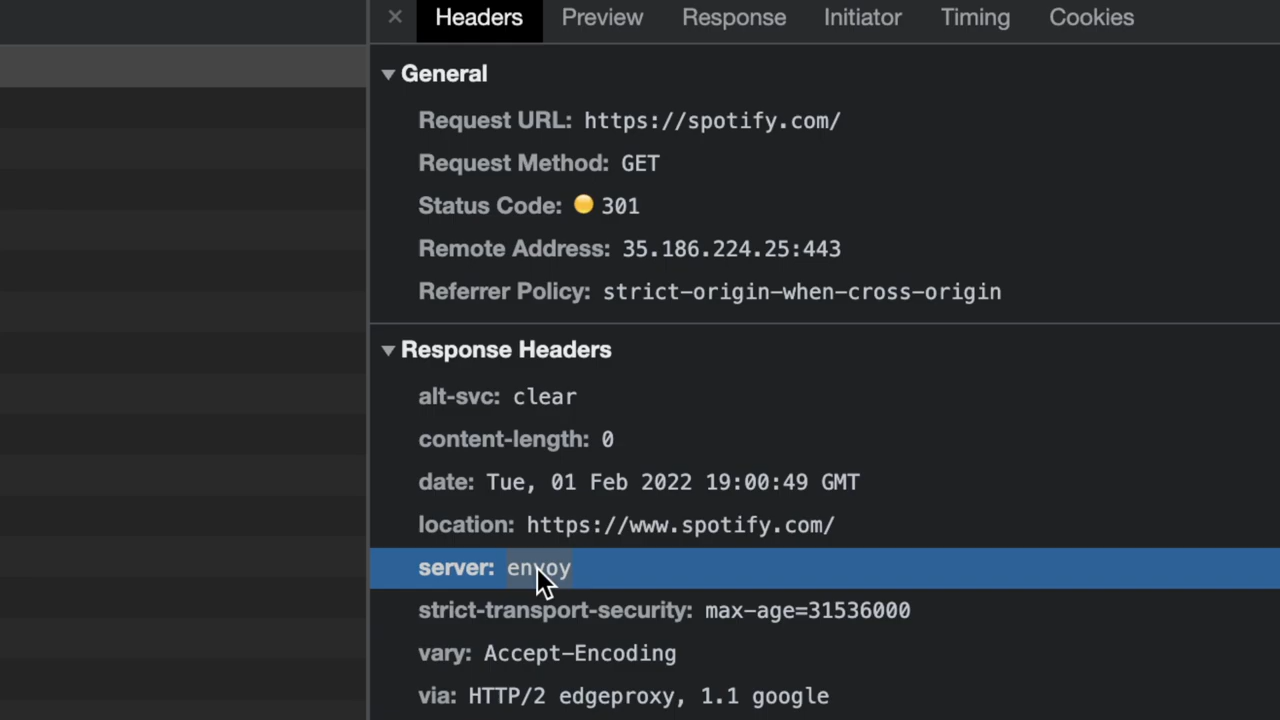 × Headers Preview Response Initiator Timing Cookies
▼ General
Request URL: https://spotify.com/
Request Method: GET
Status Code: 301
Remote Address: 35.186.224.25:443
Referrer Policy: strict-origin-when-cross-origin
▼ Response Headers
alt-svc: clear
content-length: 0
date: Tue, 01 Feb 2022 19:00:49 GMT
location: https://www.spotify.com/
server: envoy
strict-transport-security: max-age=31536000
vary: Accept-Encoding
via: HTTP/2 edgeproxy, 1.1 google